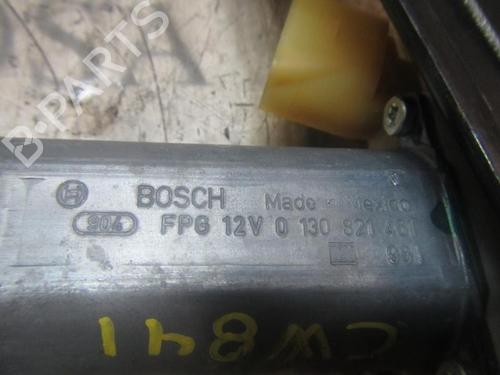 B-PARTS
BOSCH Made in Mexico
904 FPG 12V 0 130 821 461
CW841